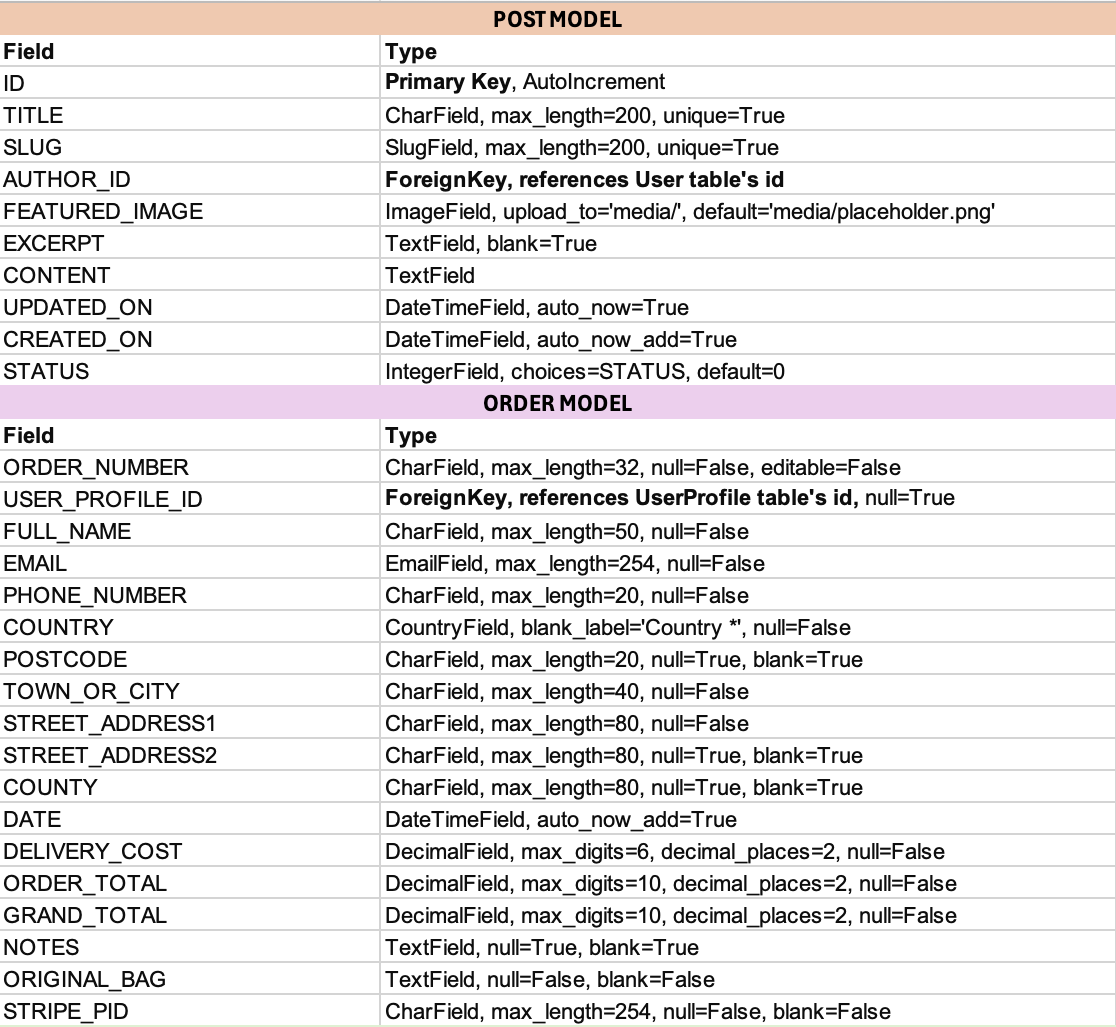 POST MODEL
Field Type
ID Primary Key, AutoIncrement
TITLE CharField, max_length=200, unique=True
SLUG SlugField, max_length=200, unique=True
AUTHOR_ID ForeignKey, references User table's id
FEATURED_IMAGE ImageField, upload_to='media/', default='media/placeholder.png'
EXCERPT TextField, blank=True
CONTENT TextField
UPDATED_ON DateTimeField, auto_now=True
CREATED_ON DateTimeField, auto_now_add=True
STATUS IntegerField, choices=STATUS, default=0
ORDER MODEL
Field Type
ORDER_NUMBER CharField, max_length=32, null=False, editable=False
USER_PROFILE_ID ForeignKey, references UserProfile table's id, null=True
FULL_NAME CharField, max_length=50, null=False
EMAIL EmailField, max_length=254, null=False
PHONE_NUMBER CharField, max_length=20, null=False
COUNTRY CountryField, blank_label='Country *', null=False
POSTCODE CharField, max_length=20, null=True, blank=True
TOWN_OR_CITY CharField, max_length=40, null=False
STREET_ADDRESS1 CharField, max_length=80, null=False
STREET_ADDRESS2 CharField, max_length=80, null=True, blank=True
COUNTY CharField, max_length=80, null=True, blank=True
DATE DateTimeField, auto_now_add=True
DELIVERY_COST DecimalField, max_digits=6, decimal_places=2, null=False
ORDER_TOTAL DecimalField, max_digits=10, decimal_places=2, null=False
GRAND_TOTAL DecimalField, max_digits=10, decimal_places=2, null=False
NOTES TextField, null=True, blank=True
ORIGINAL_BAG TextField, null=False, blank=False
STRIPE_PID CharField, max_length=254, null=False, blank=False